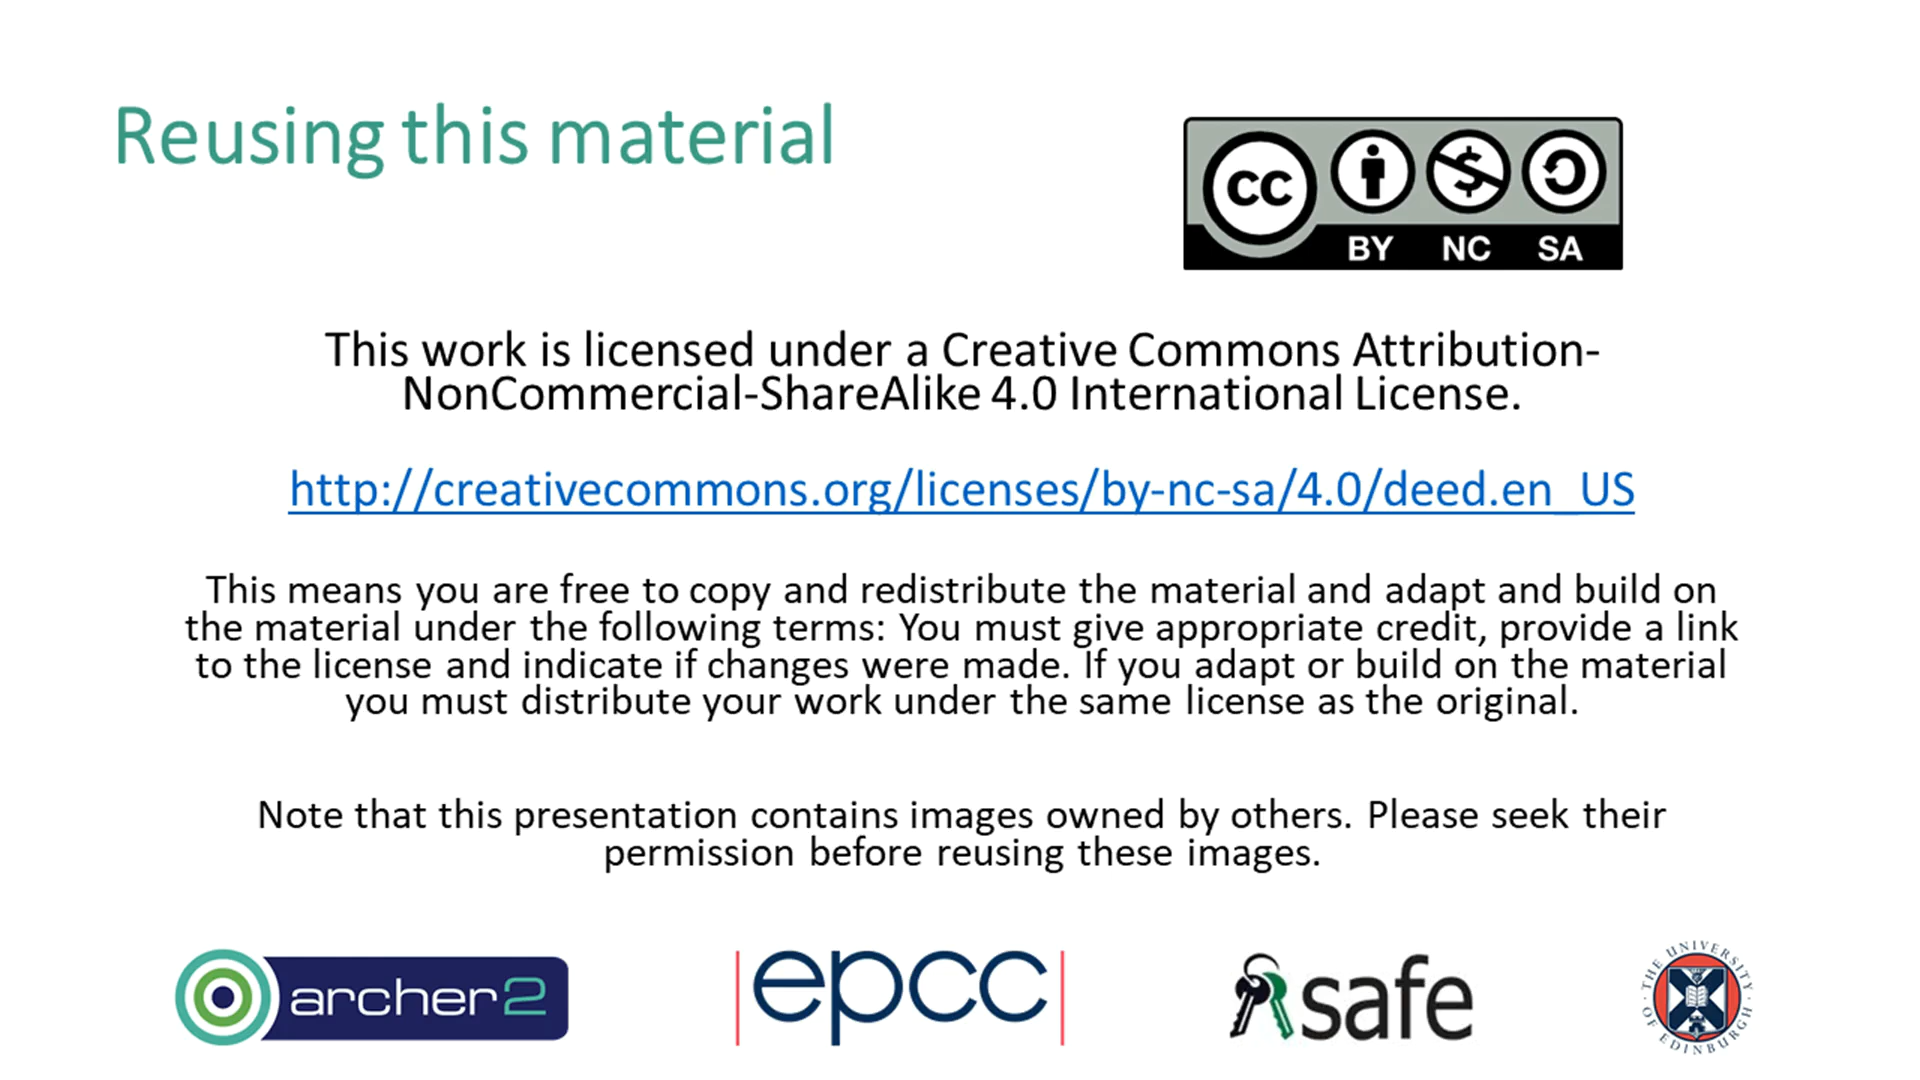 Reusing this material
CC
BY NC SA
This work is licensed under a Creative Commons Attribution-
NonCommercial-ShareAlike 4.0 International License.
http://creativecommons.org/licenses/by-nc-sa/4.0/deed.en_US
This means you are free to copy and redistribute the material and adapt and build on
the material under the following terms: You must give appropriate credit, provide a link
to the license and indicate if changes were made. If you adapt or build on the material
you must distribute your work under the same license as the original.
Note that this presentation contains images owned by others. Please seek their
permission before reusing these images.
archer2
epcc
safe
THE UNIVERSITY OF EDINBURGH